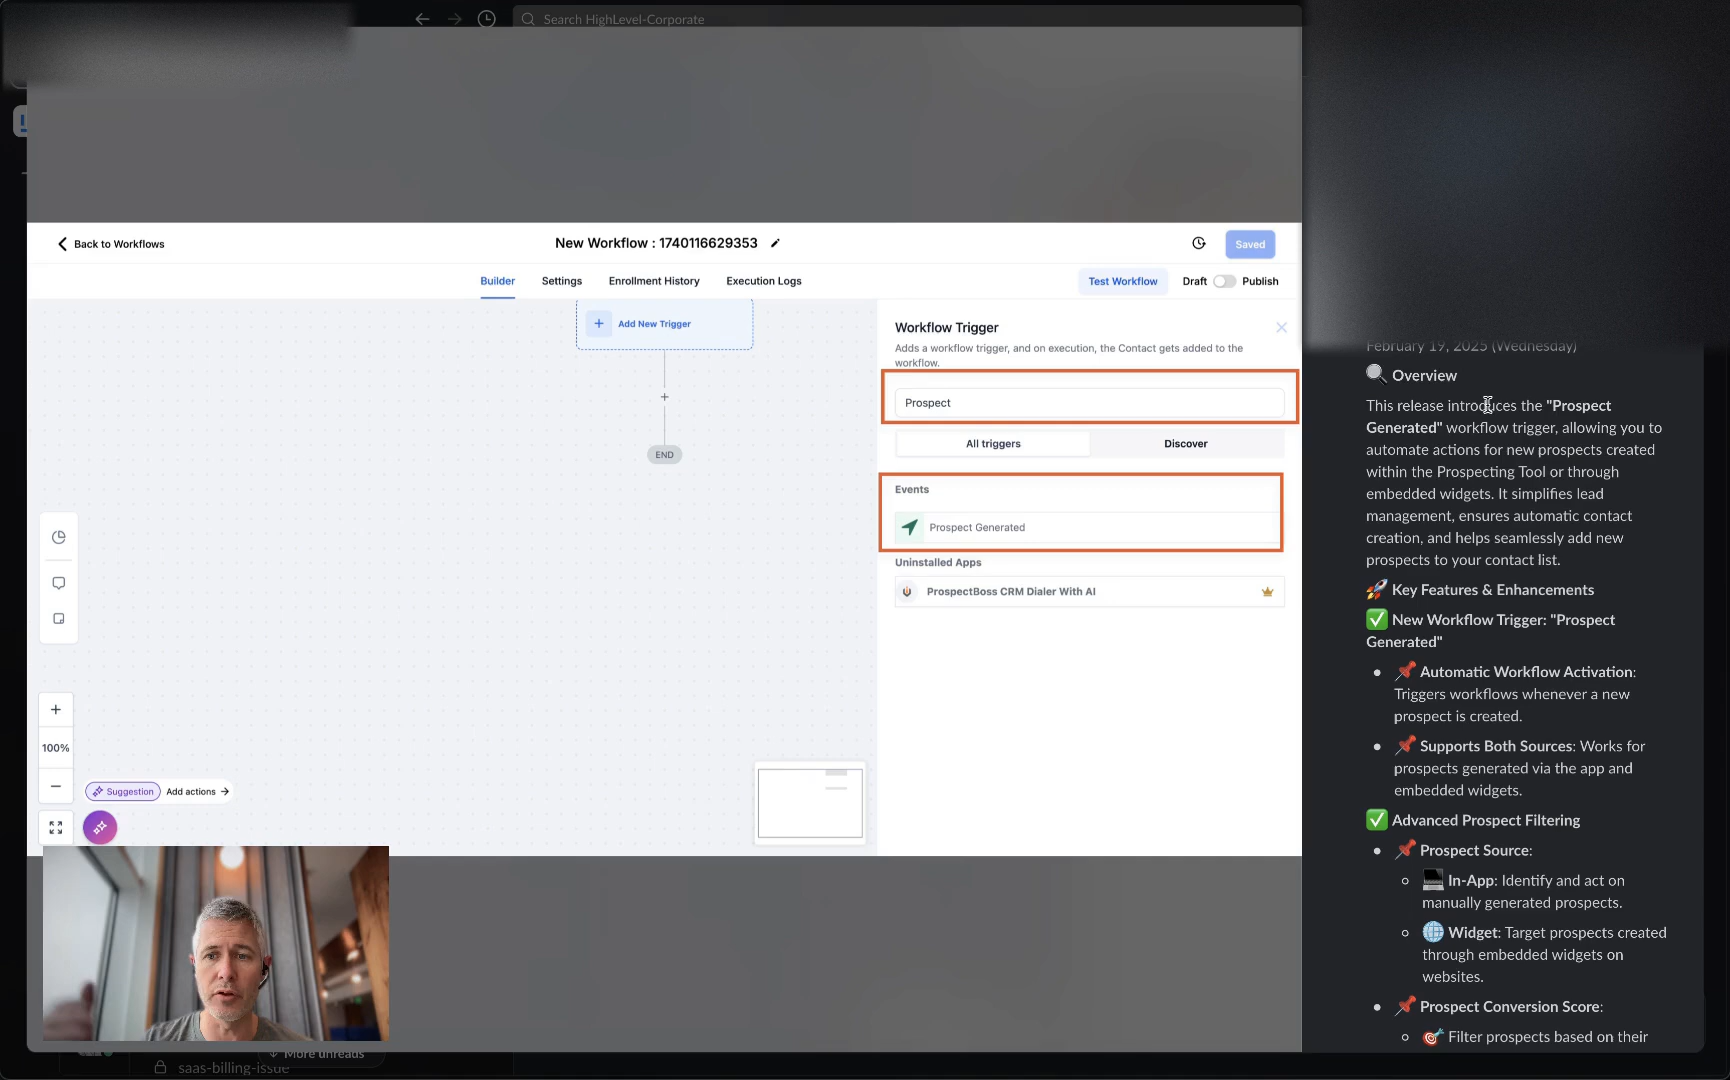 Search HighLevel-Corporate
Back to Workflows
New Workflow : 1740116629353
Saved
Builder
Settings
Enrollment History
Execution Logs
Test Workflow
Draft
Publish
Add New Trigger
+
END
100%
Suggestion
Add actions →
Workflow Trigger
Adds a workflow trigger, and on execution, the Contact gets added to the
workflow.
Prospect
All triggers
Discover
Events
Prospect Generated
Uninstalled Apps
ProspectBoss CRM Dialer With AI
More unreads
saas-billing-issue
February 19, 2025 (Wednesday)
Overview
This release introduces the "Prospect
Generated" workflow trigger, allowing you to
automate actions for new prospects created
within the Prospecting Tool or through
embedded widgets. It simplifies lead
management, ensures automatic contact
creation, and helps seamlessly add new
prospects to your contact list.
Key Features & Enhancements
New Workflow Trigger: "Prospect
Generated"
Automatic Workflow Activation:
Triggers workflows whenever a new
prospect is created.
Supports Both Sources: Works for
prospects generated via the app and
embedded widgets.
Advanced Prospect Filtering
Prospect Source:
In-App: Identify and act on
manually generated prospects.
Widget: Target prospects created
through embedded widgets on
websites.
Prospect Conversion Score:
Filter prospects based on their